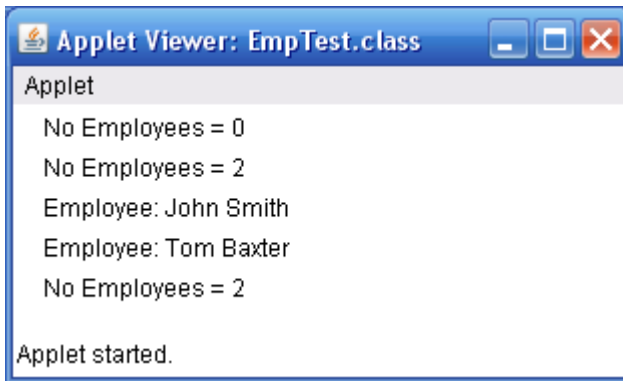 Applet Viewer: EmpTest.class
Applet
No Employees = 0
No Employees = 2
Employee: John Smith
Employee: Tom Baxter
No Employees = 2
Applet started.